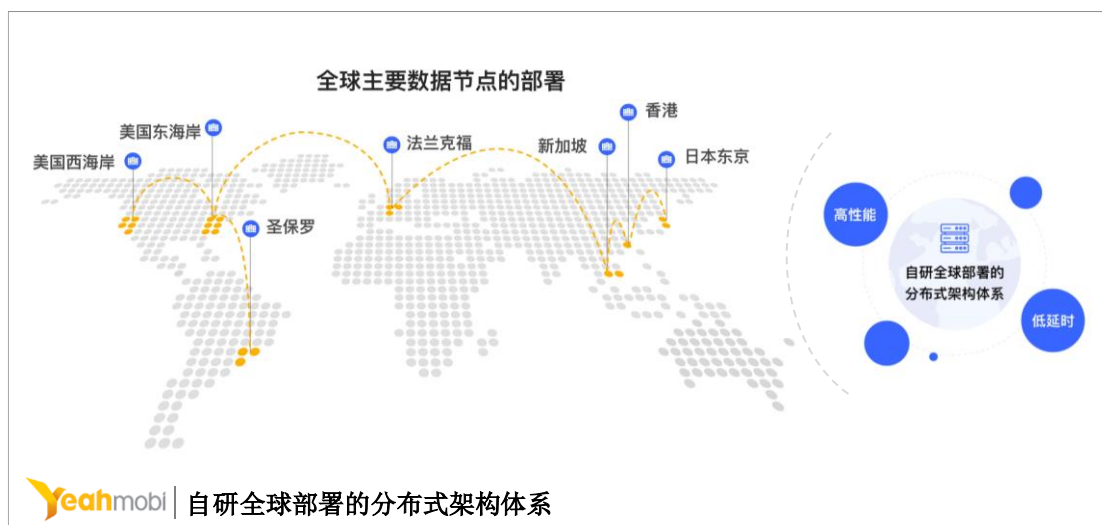 全球主要数据节点的部署
美国西海岸
美国东海岸
圣保罗
法兰克福
新加坡
香港
日本东京
高性能
自研全球部署的
分布式架构体系
低延时
Yeahmobi
自研全球部署的分布式架构体系